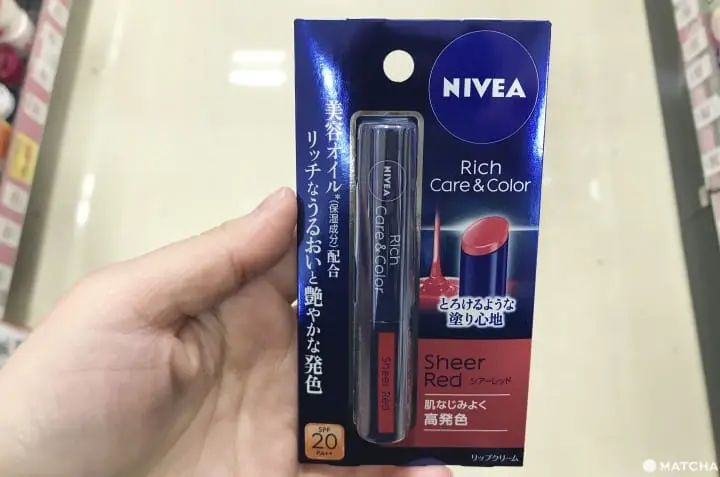 NIVEA
Rich
Care & Color
美容オイル*(保湿成分)配合
リッチなうるおいと艶やかな発色
NIVEA
Rich
Care & Color
Sheer Red
とろけるような
塗り心地
Sheer
Red シアーレッド
肌なじみよく
高発色
SPF
20
PA++
リップクリーム
MATCHA